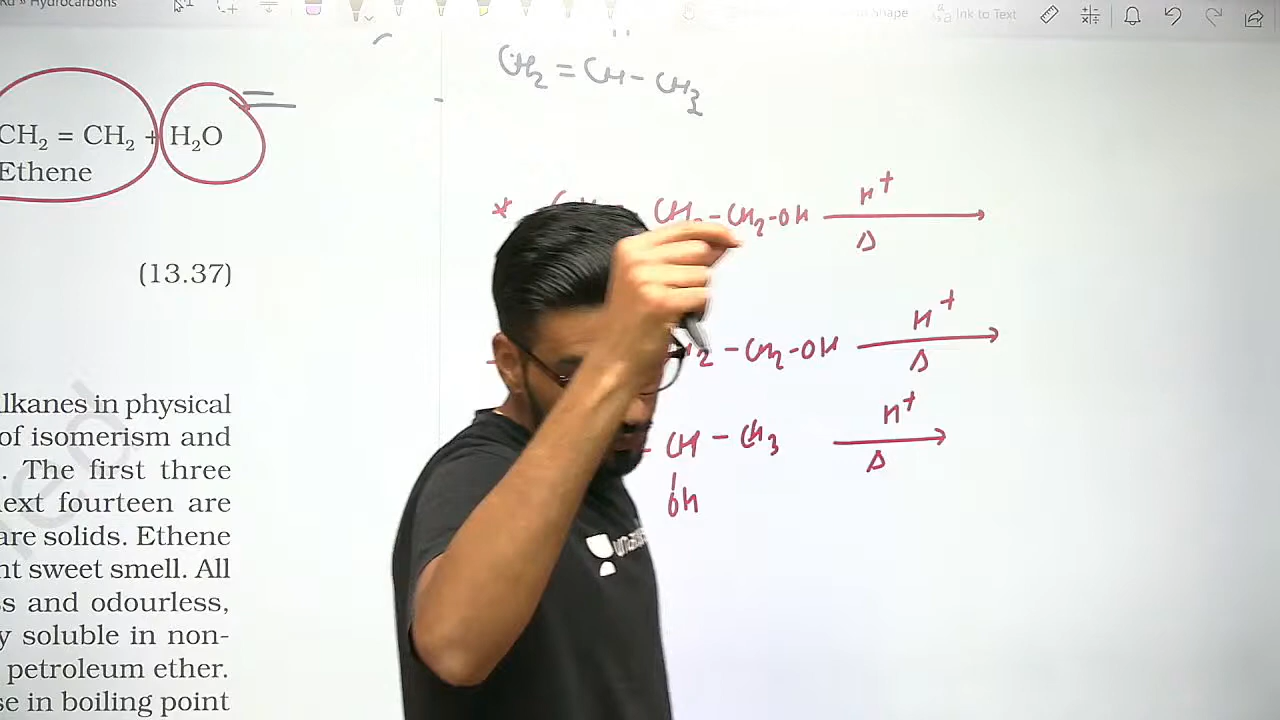 » Hydrocarbons
Shape
Ink to Text
CH₂ = CH - CH₃
CH₂ = CH₂ + H₂O
Ethene
(13.37)
* CH₂ - CH₂ - OH H⁺ Δ
- CH₂ - OH H⁺ Δ
CH - CH₃ H⁺ Δ
OH
lkanes in physical
of isomerism and
. The first three
ext fourteen are
are solids. Ethene
nt sweet smell. All
s and odourless,
y soluble in non-
petroleum ether.
se in boiling point